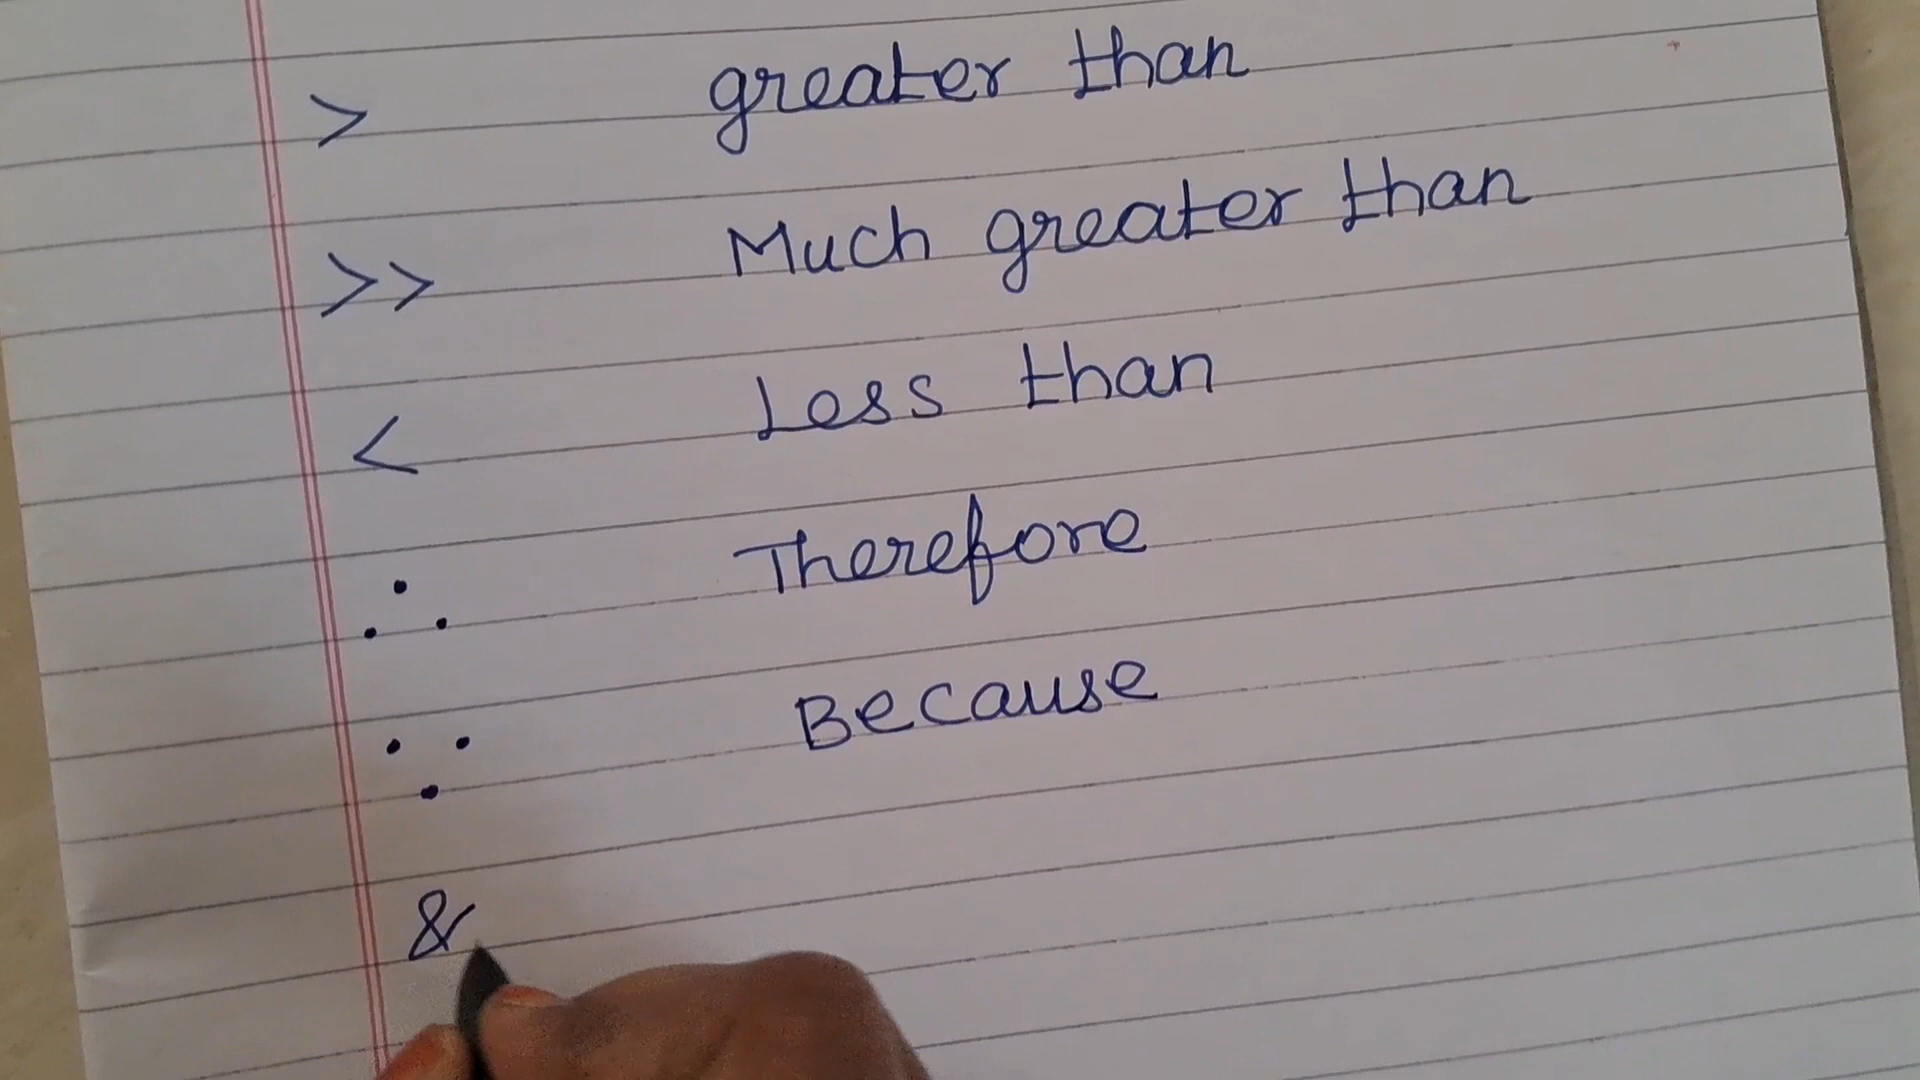 > greater than
>> Much greater than
< Less than
∴ Therefore
∵ Because
&